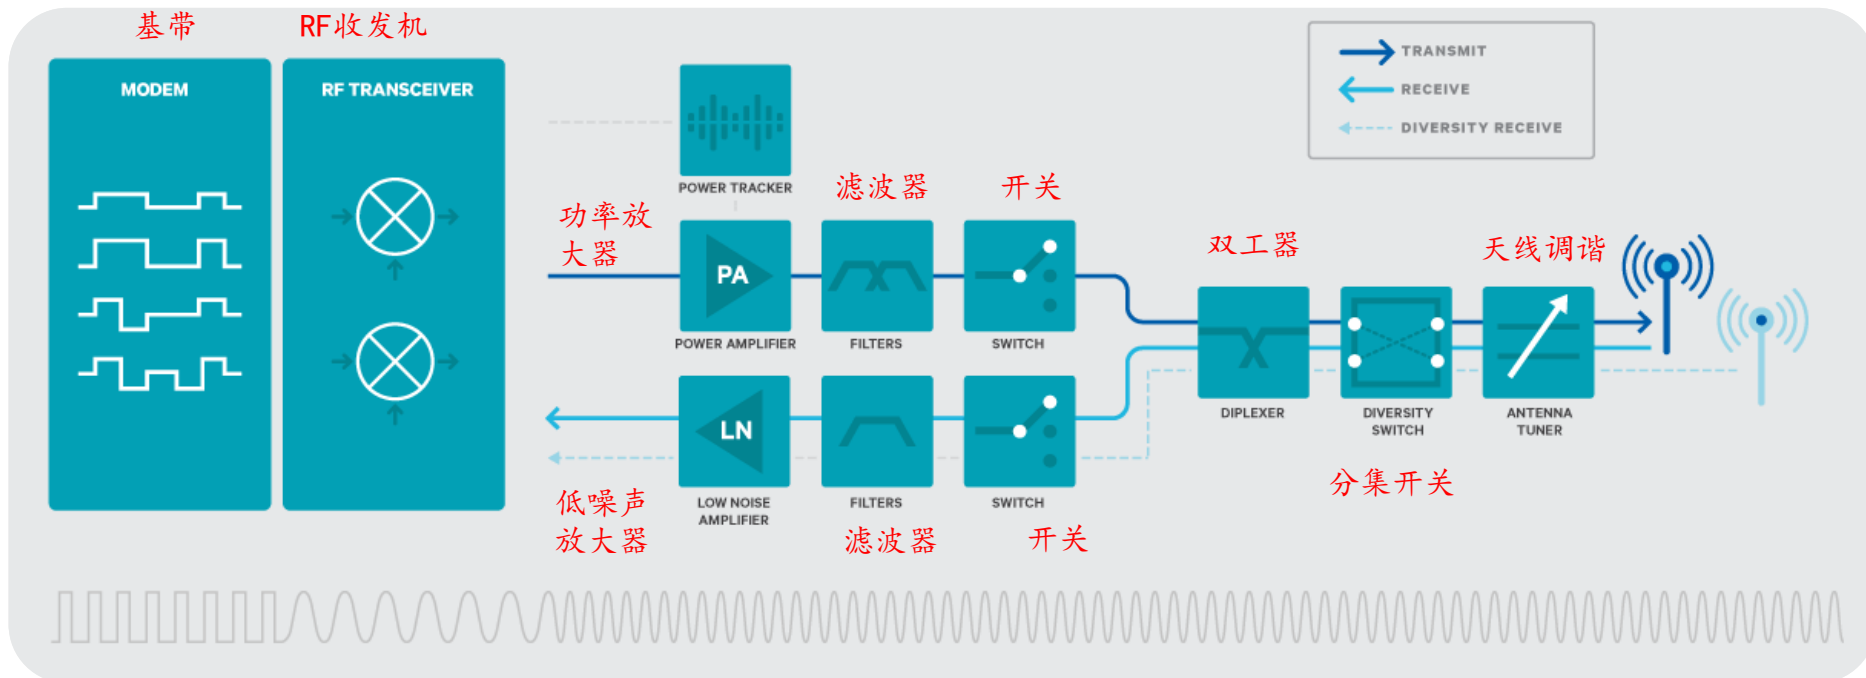 基带
RF收发机
MODEM
RF TRANSCEIVER
TRANSMIT
RECEIVE
DIVERSITY RECEIVE
POWER TRACKER
功率放
大器
滤波器
开关
PA
POWER AMPLIFIER
FILTERS
SWITCH
双工器
天线调谐
LN
DIPLEXER
DIVERSITY
SWITCH
ANTENNA
TUNER
分集开关
低噪声
放大器
LOW NOISE
AMPLIFIER
FILTERS
SWITCH
滤波器
开关